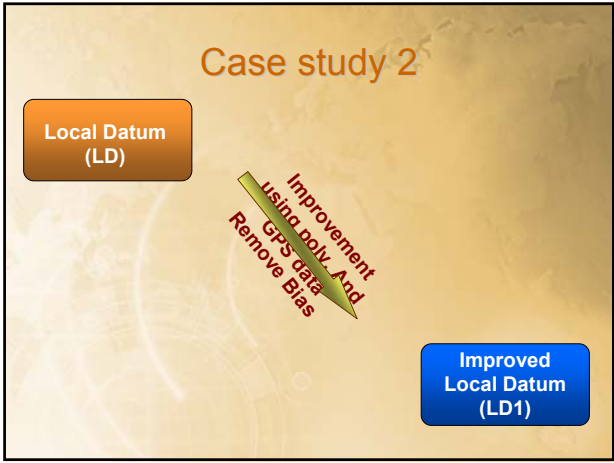 Case study 2
Local Datum
(LD)
Improvement
using poly. And
GPS data
Remove Bias
Improved
Local Datum
(LD1)